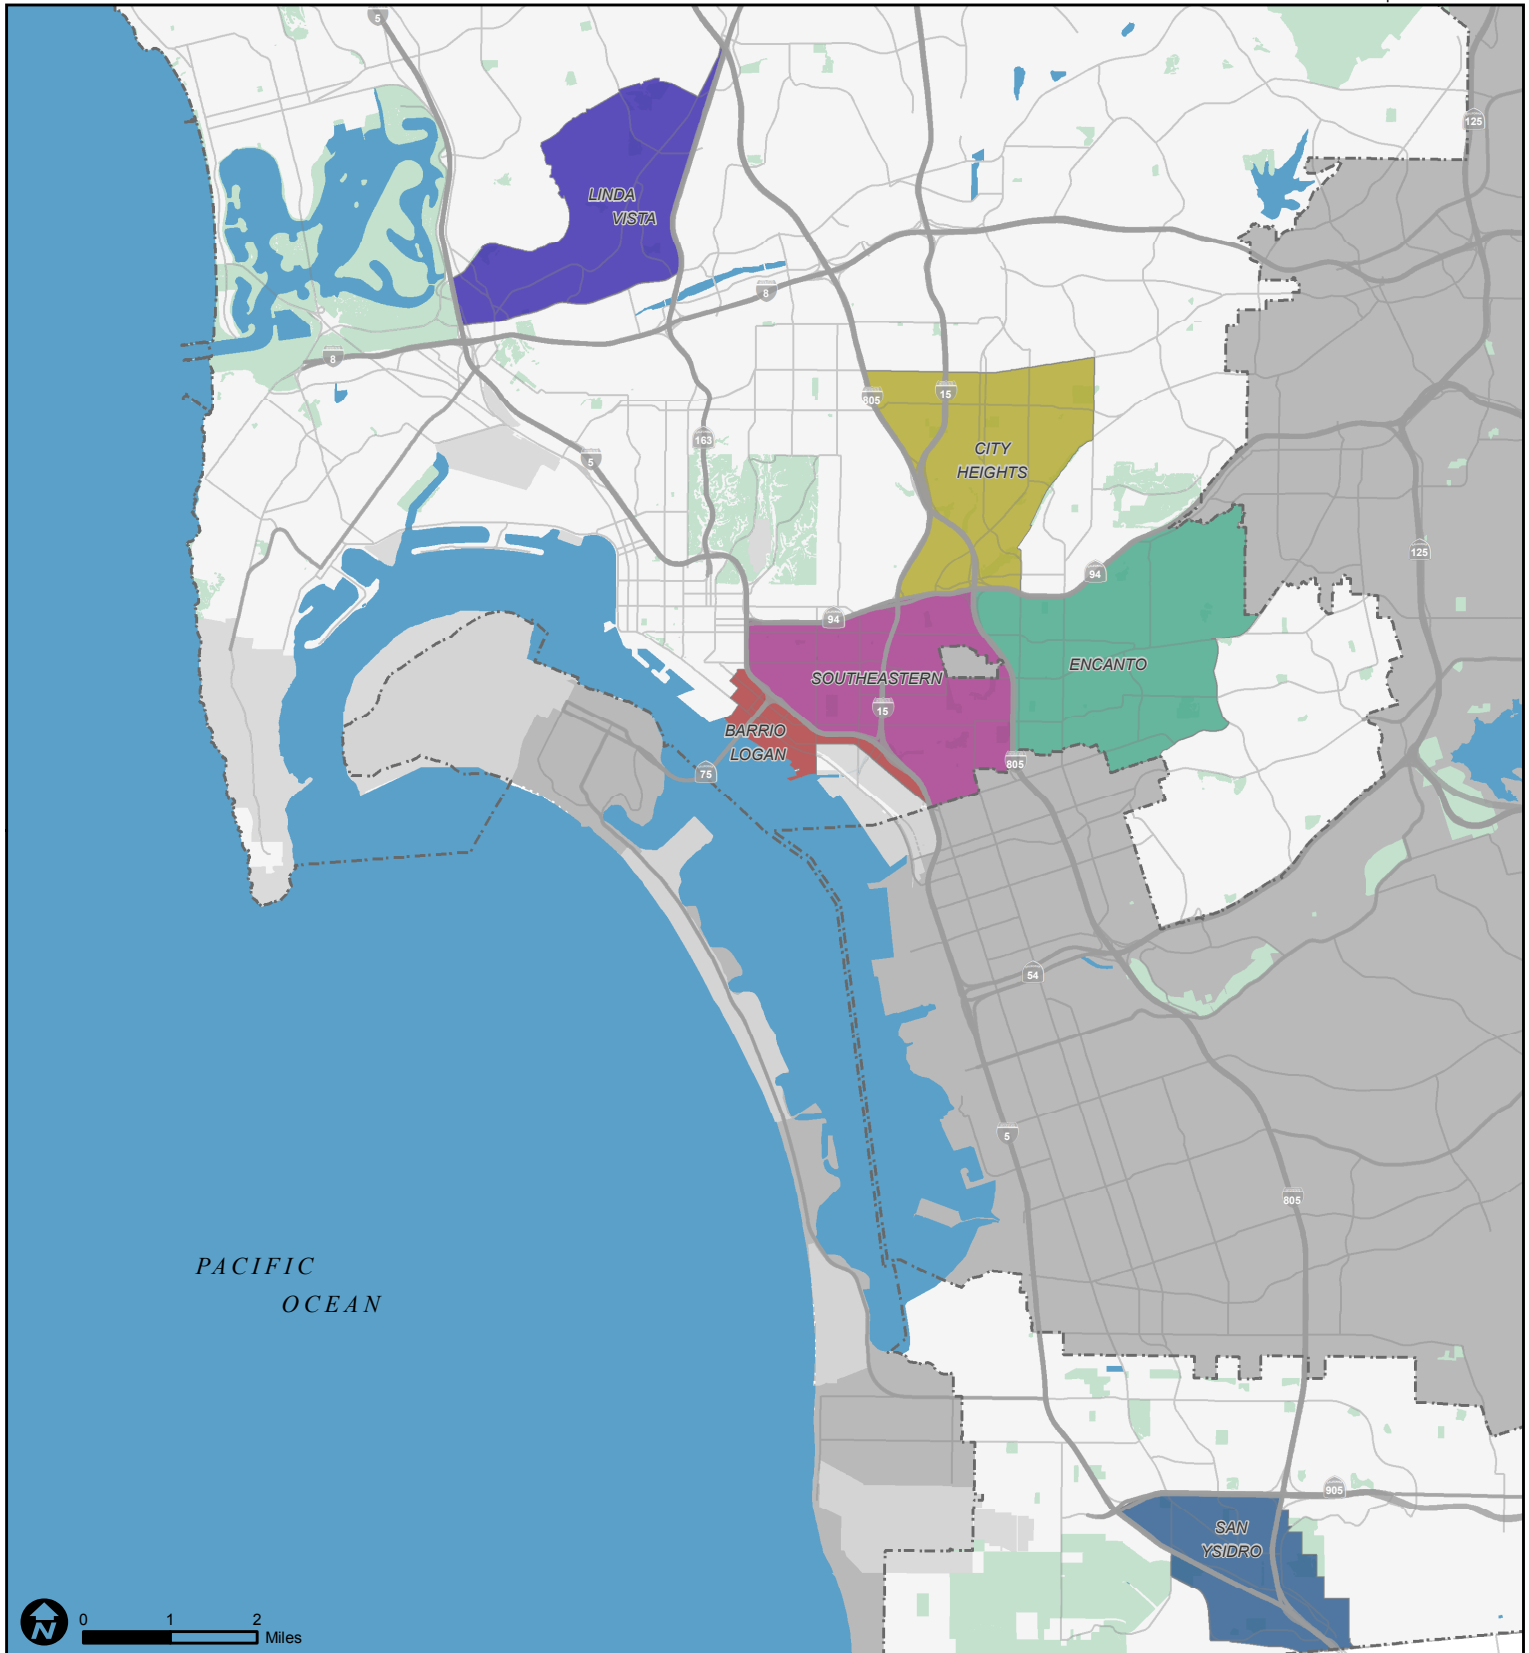 5
125
LINDA
VISTA
8
8
805
15
163
CITY
HEIGHTS
5
125
94
94
ENCANTO
SOUTHEASTERN
15
BARRIO
LOGAN
805
75
54
5
805
PACIFIC
OCEAN
905
SAN
YSIDRO
N
0 1 2
Miles